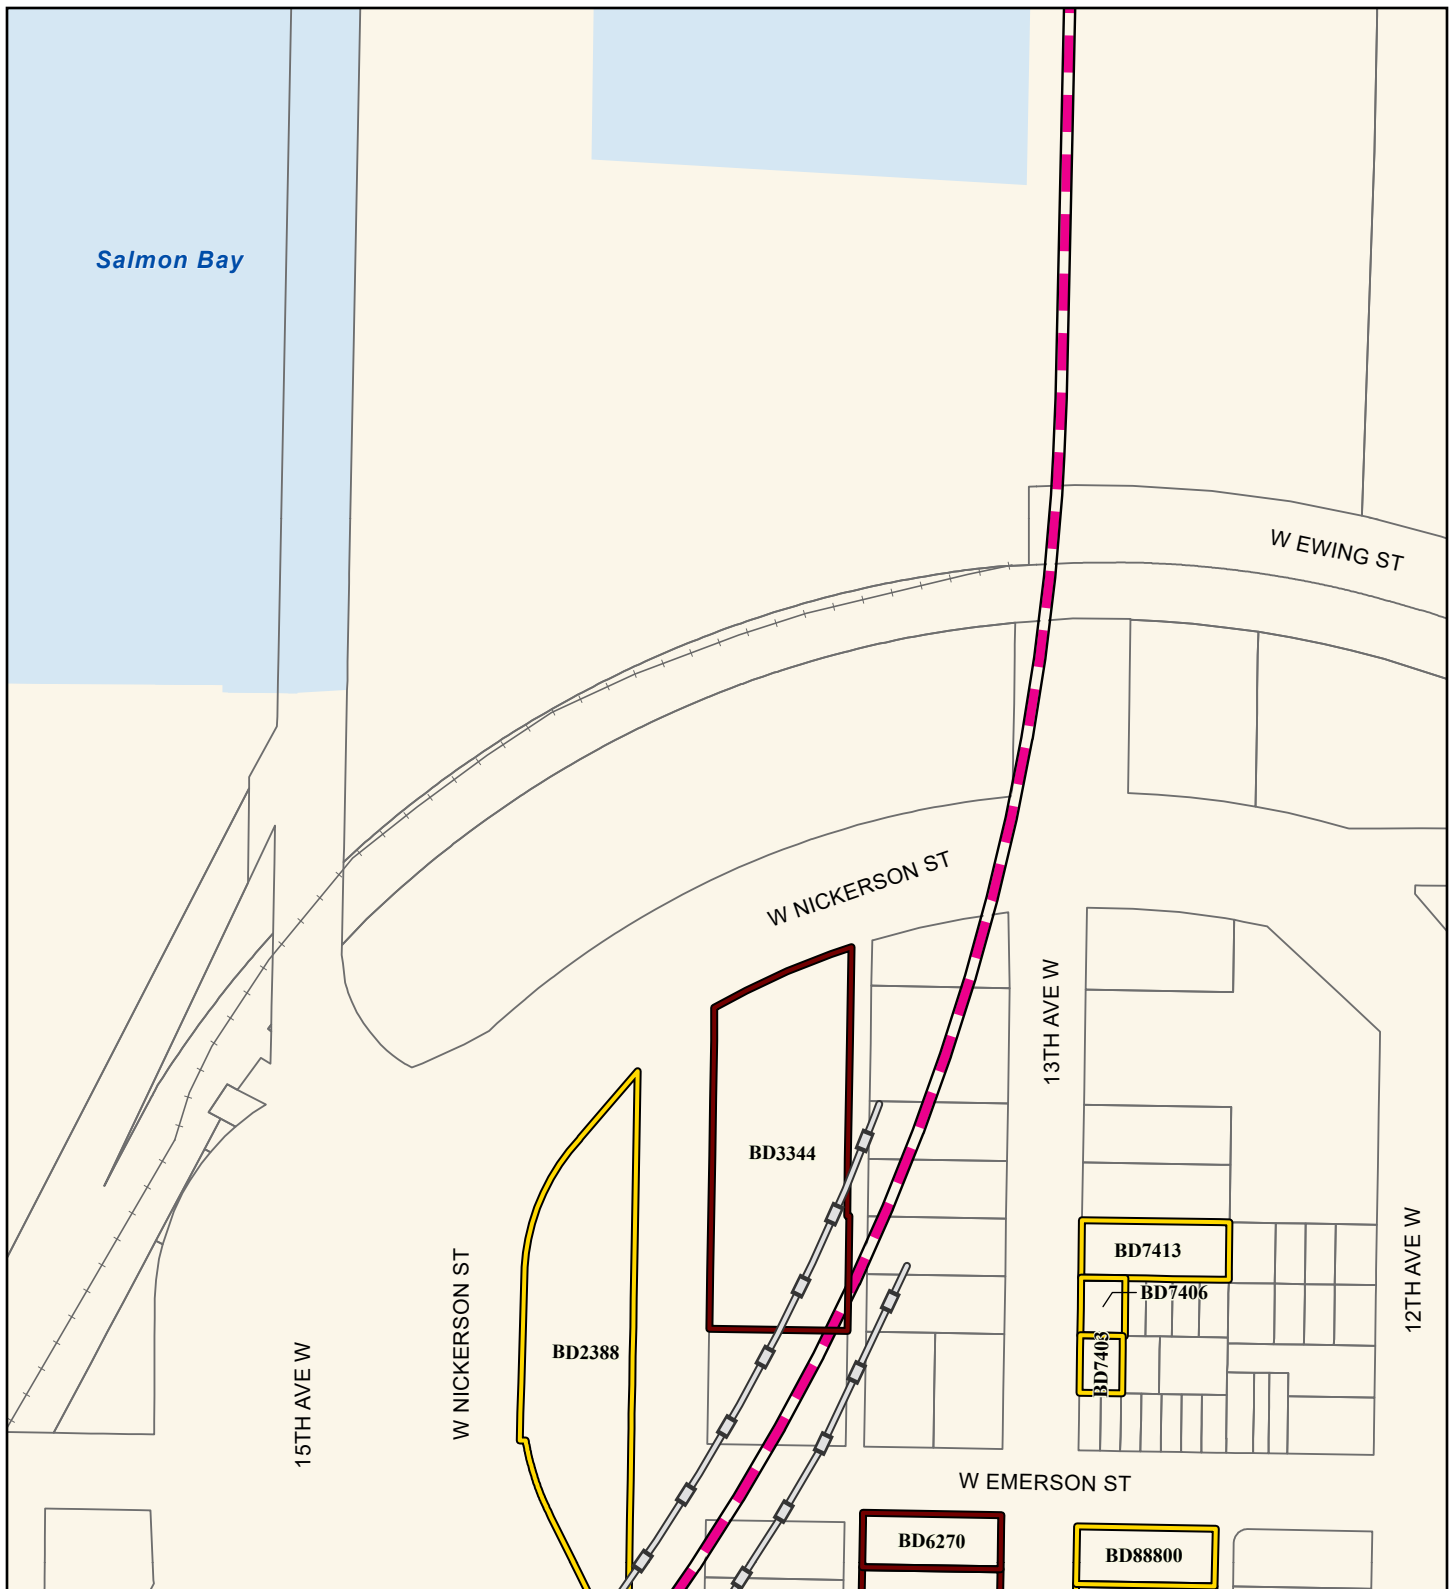 Salmon Bay
W EWING ST
W NICKERSON ST
13TH AVE W
BD3344
BD7413
BD7406
BD7403
12TH AVE W
BD2388
W NICKERSON ST
15TH AVE W
W EMERSON ST
BD6270
BD88800